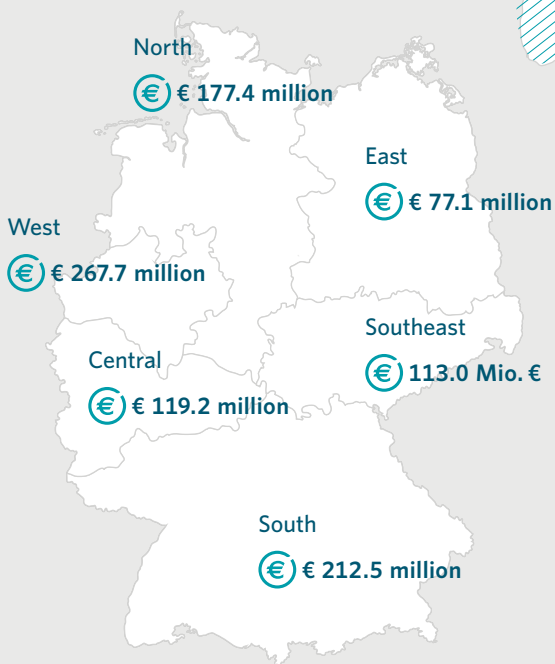 North
€ € 177.4 million
East
€ € 77.1 million
West
€ € 267.7 million
Southeast
€ 113.0 Mio. €
Central
€ € 119.2 million
South
€ € 212.5 million